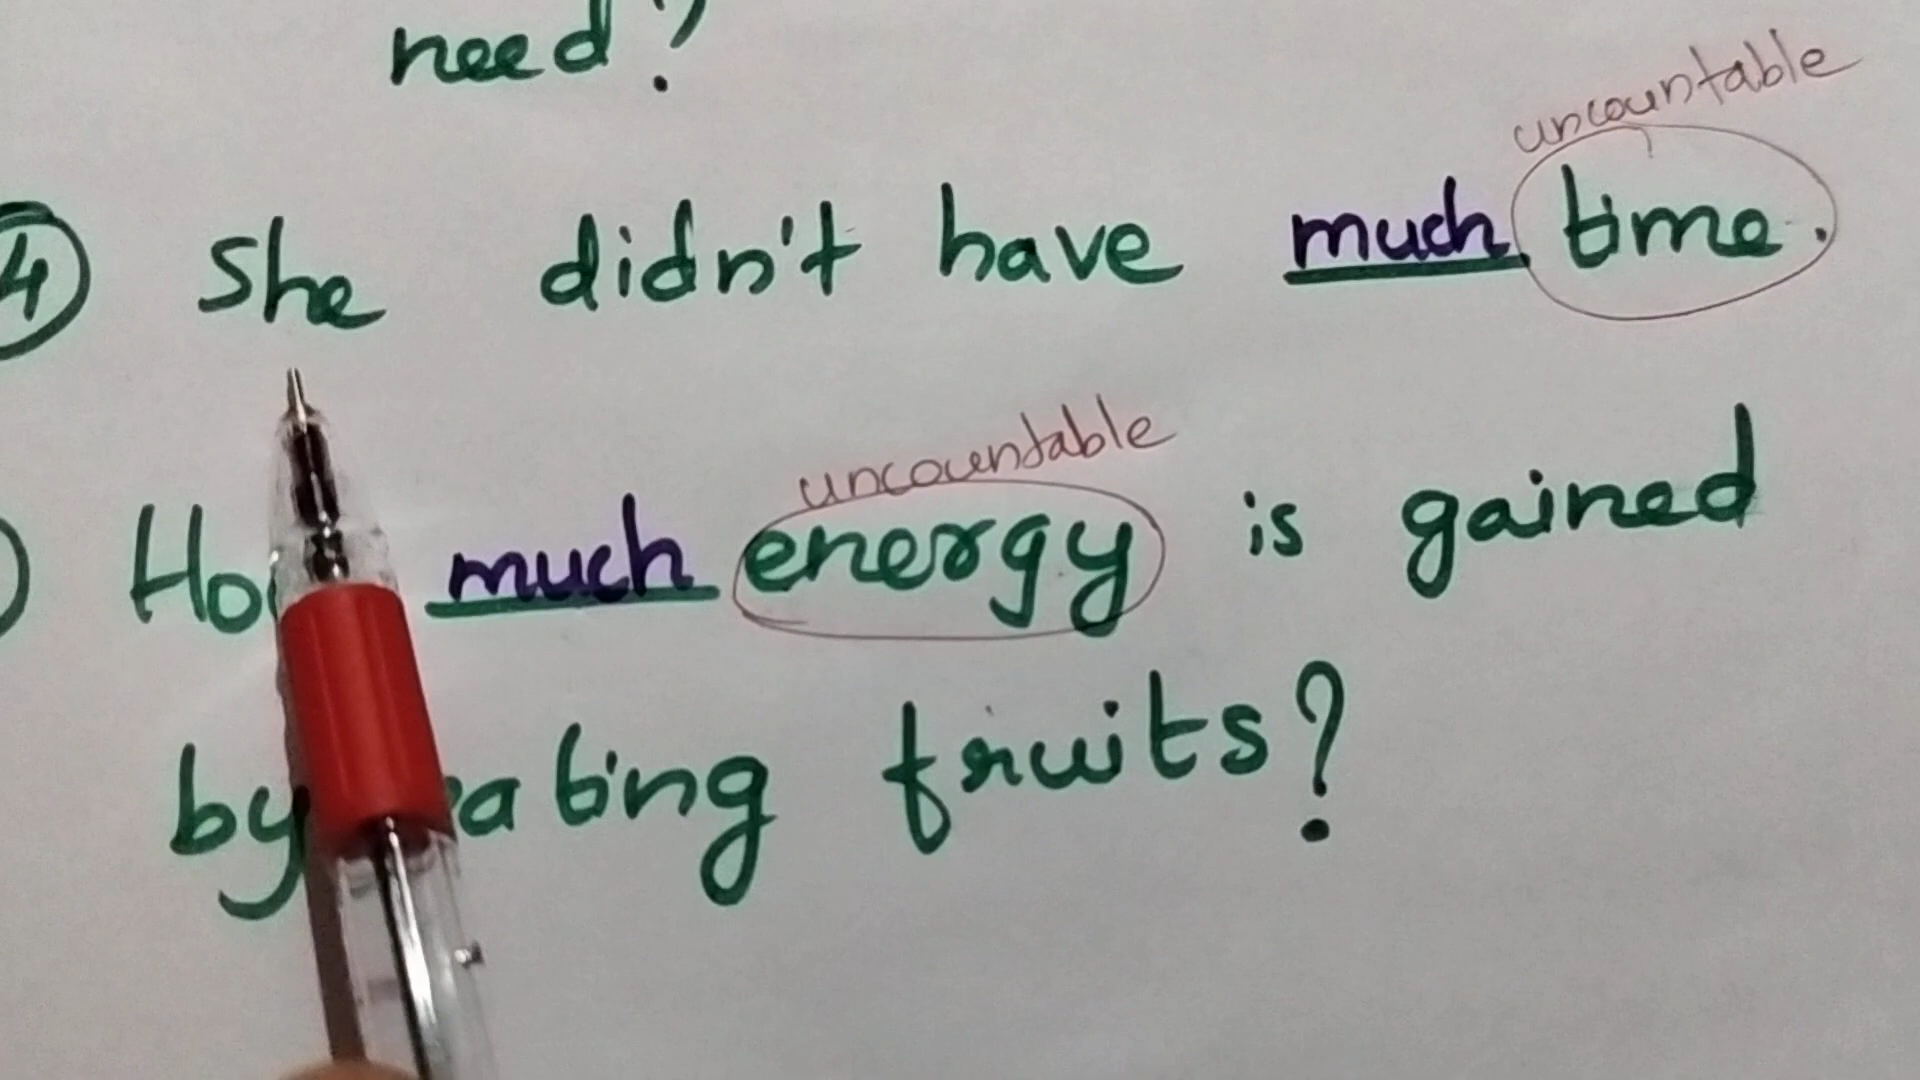 need?
uncountable
④ She didn't have much time.
uncountable
much energy is gained
fruits?